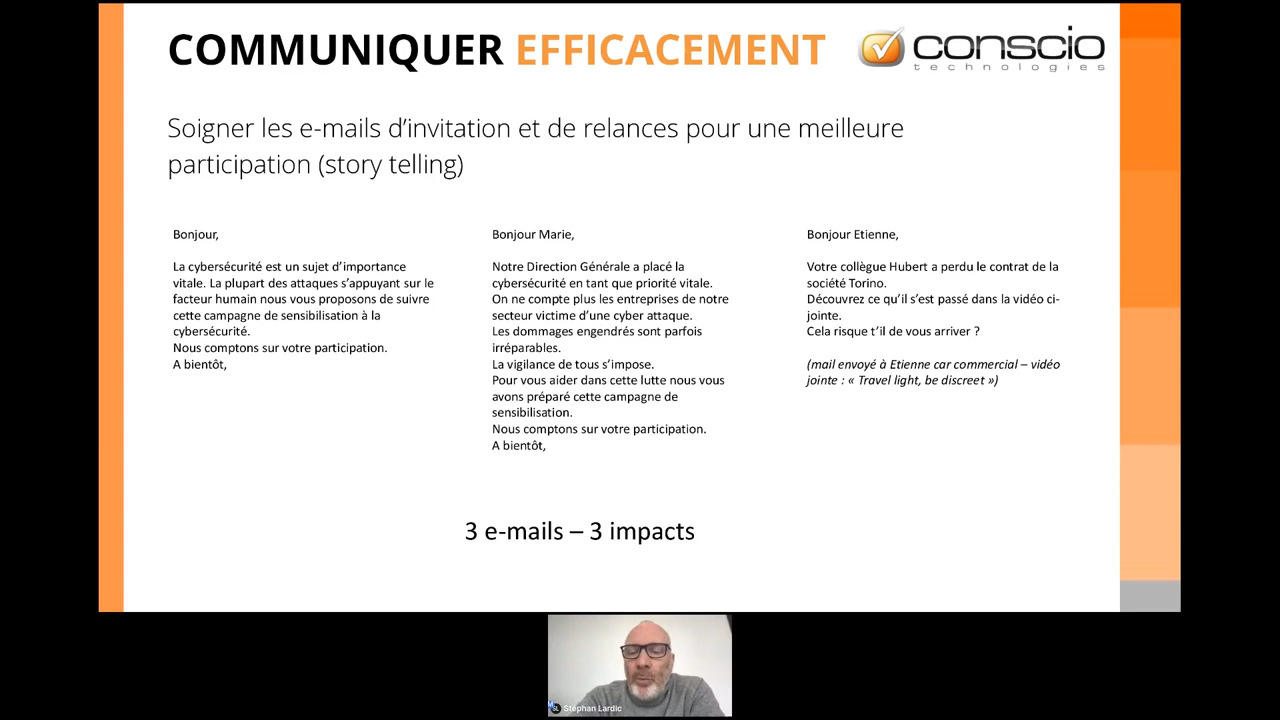 COMMUNIQUER EFFICACEMENT
conscio
technologies
Soigner les e-mails d’invitation et de relances pour une meilleure
participation (story telling)
Bonjour,
La cybersécurité est un sujet d’importance
vitale. La plupart des attaques s’appuyant sur le
facteur humain nous vous proposons de suivre
cette campagne de sensibilisation à la
cybersécurité.
Nous comptons sur votre participation.
A bientôt,
Bonjour Marie,
Notre Direction Générale a placé la
cybersécurité en tant que priorité vitale.
On ne compte plus les entreprises de notre
secteur victime d’une cyber attaque.
Les dommages engendrés sont parfois
irréparables.
La vigilance de tous s’impose.
Pour vous aider dans cette lutte nous vous
avons préparé cette campagne de
sensibilisation.
Nous comptons sur votre participation.
A bientôt,
Bonjour Etienne,
Votre collègue Hubert a perdu le contrat de la
société Torino.
Découvrez ce qu’il s’est passé dans la vidéo ci-
jointe.
Cela risque t’il de vous arriver ?
(mail envoyé à Etienne car commercial – vidéo
jointe : « Travel light, be discreet »)
3 e-mails – 3 impacts
SL Stéphan Lardic